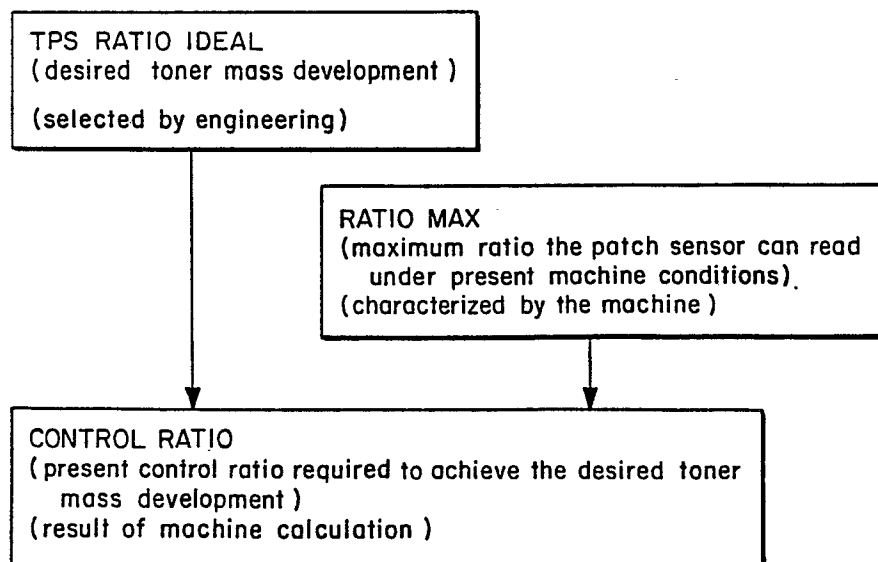 TPS RATIO IDEAL
(desired toner mass development)
(selected by engineering)
RATIO MAX
(maximum ratio the patch sensor can read
under present machine conditions).
(characterized by the machine)
CONTROL RATIO
(present control ratio required to achieve the desired toner
mass development)
(result of machine calculation)